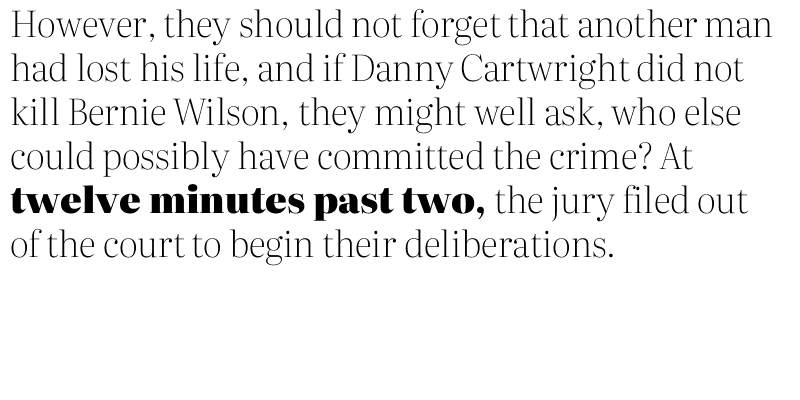 However, they should not forget that another man
had lost his life, and if Danny Cartwright did not
kill Bernie Wilson, they might well ask, who else
could possibly have committed the crime? At
twelve minutes past two, the jury filed out
of the court to begin their deliberations.